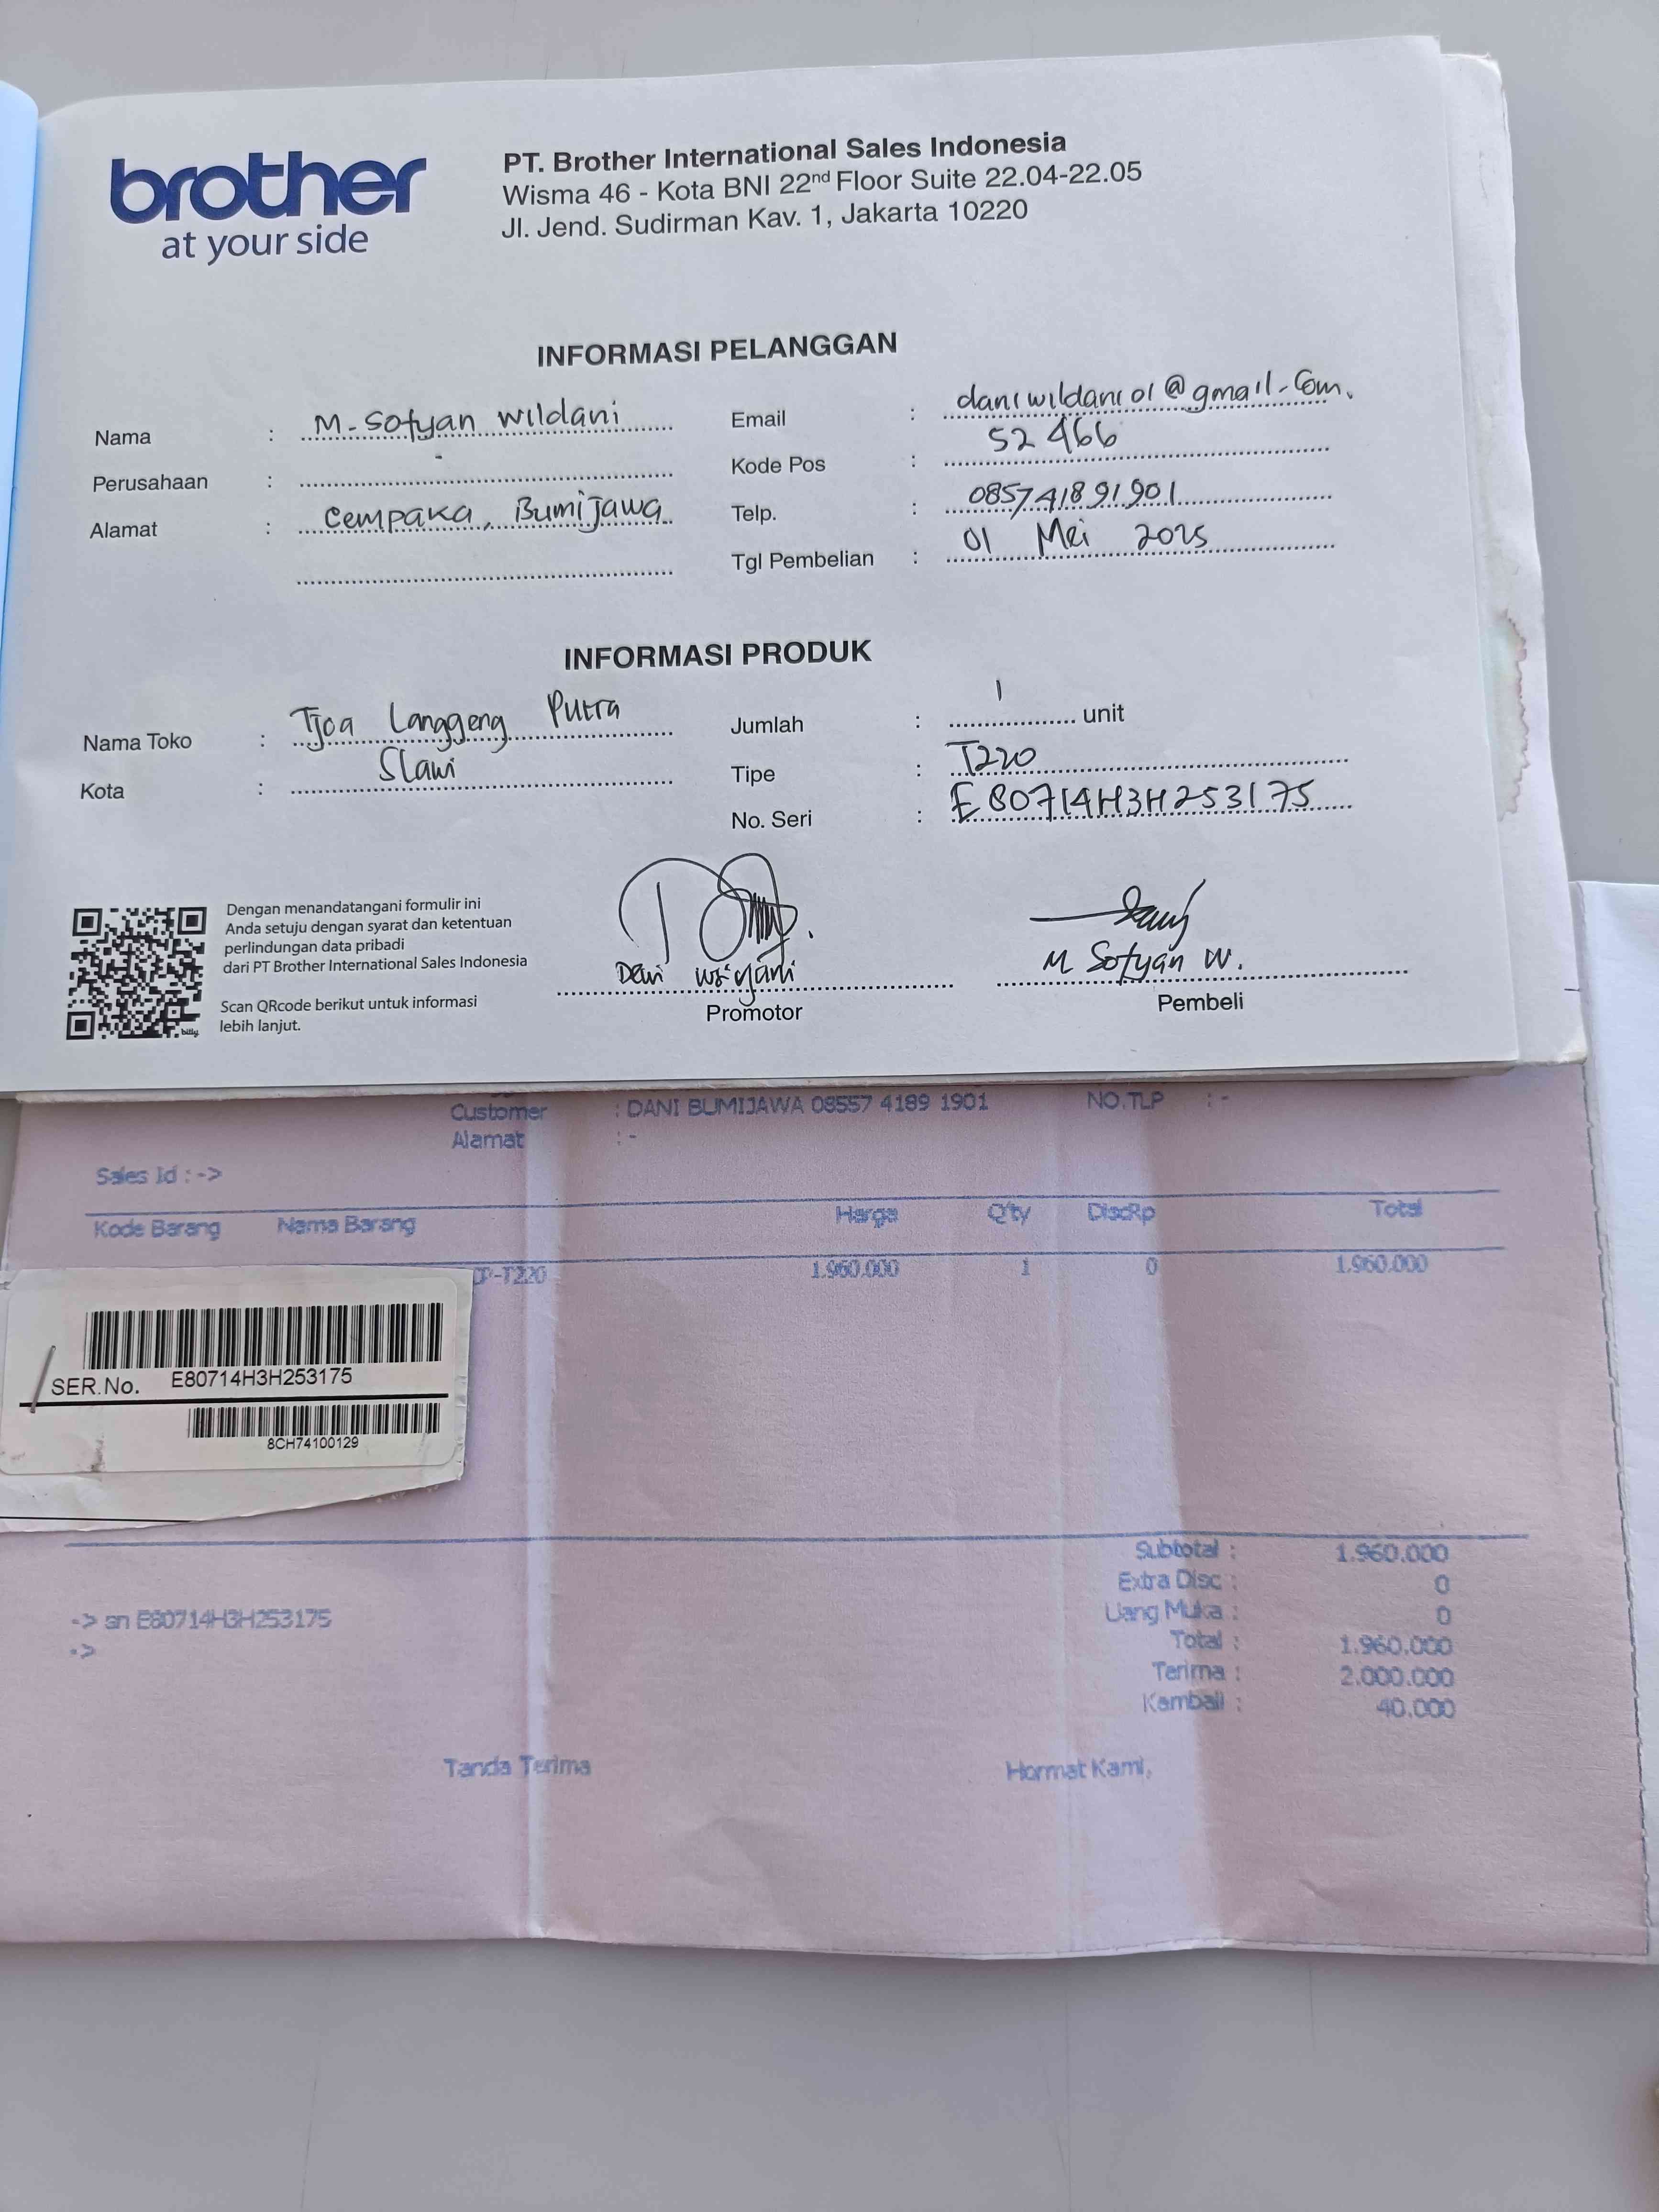 brother
at your side
PT. Brother International Sales Indonesia
Wisma 46 - Kota BNI 22nd Floor Suite 22.04-22.05
Jl. Jend. Sudirman Kav. 1, Jakarta 10220
INFORMASI PELANGGAN
Nama : M. Sofyan Wildani
Perusahaan : -
Alamat : Cempaka, Bumijawa
Email : daniwildani01@gmail.com.
Kode Pos : 52466
Telp. : 085741891901
Tgl Pembelian : 01 Mei 2025
INFORMASI PRODUK
Nama Toko : Tjoa Langgeng Putra
Kota : Slawi
Jumlah : 1 unit
Tipe : T220
No. Seri : E80714H3H253175
Dengan menandatangani formulir ini
Anda setuju dengan syarat dan ketentuan
perlindungan data pribadi
dari PT Brother International Sales Indonesia
Scan QRcode berikut untuk informasi
lebih lanjut.
bitly
Dewi
Promotor
M Sofyan W.
Pembeli
Customer : DANI BUMIJAWA 08557 4189 1901 NO.TLP : -
Alamat : -
Sales Id : ->
Kode Barang Nama Barang Harga Q'ty DiscRp Total
CP-T220 1.960.000 1 0 1.960.000
SER.No. E80714H3H253175
8CH74100129
Subtotal : 1.960.000
Extra Disc : 0
Uang Muka : 0
Total : 1.960.000
Terima : 2.000.000
Kembali : 40.000
-> sn E80714H3H253175
->
Tanda Terima Hormat Kami,